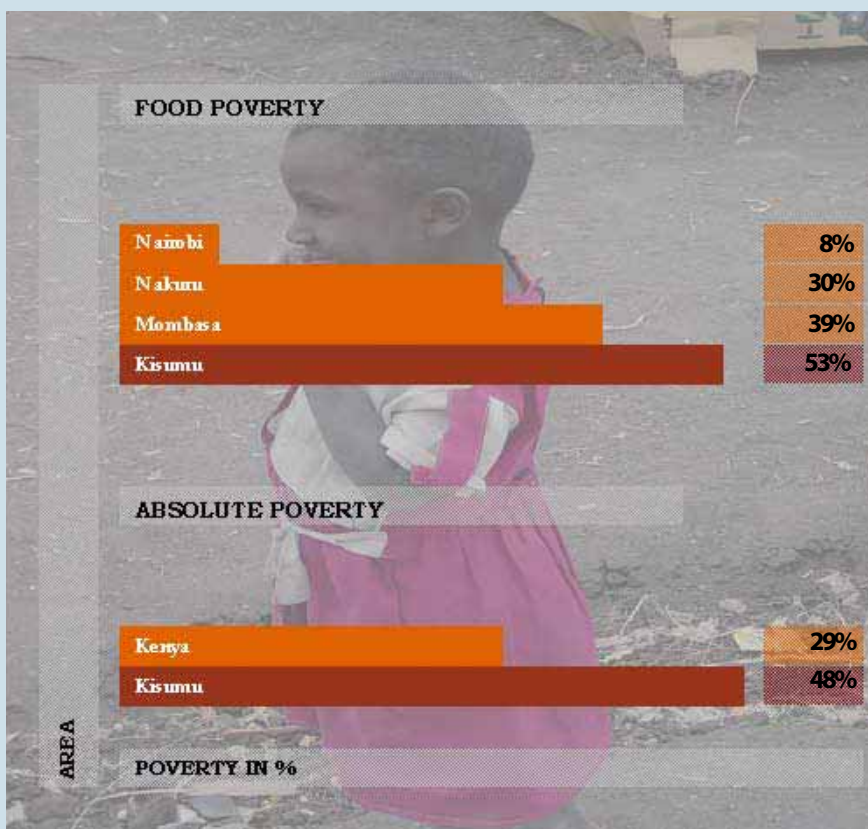 FOOD POVERTY
Nairobi 8%
Nakuru 30%
Mombasa 39%
Kisumu 53%
ABSOLUTE POVERTY
Kenya 29%
Kisumu 48%
AREA
POVERTY IN %